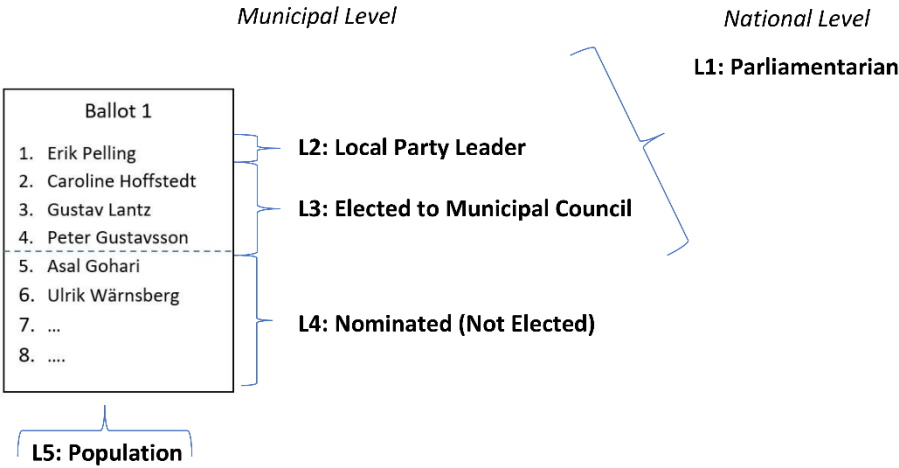 Municipal Level
National Level
L1: Parliamentarian
Ballot 1
1. Erik Pelling
2. Caroline Hoffstedt
3. Gustav Lantz
4. Peter Gustavsson
5. Asal Gohari
6. Ulrik Wärnsberg
7. ...
8. ....
L2: Local Party Leader
L3: Elected to Municipal Council
L4: Nominated (Not Elected)
L5: Population